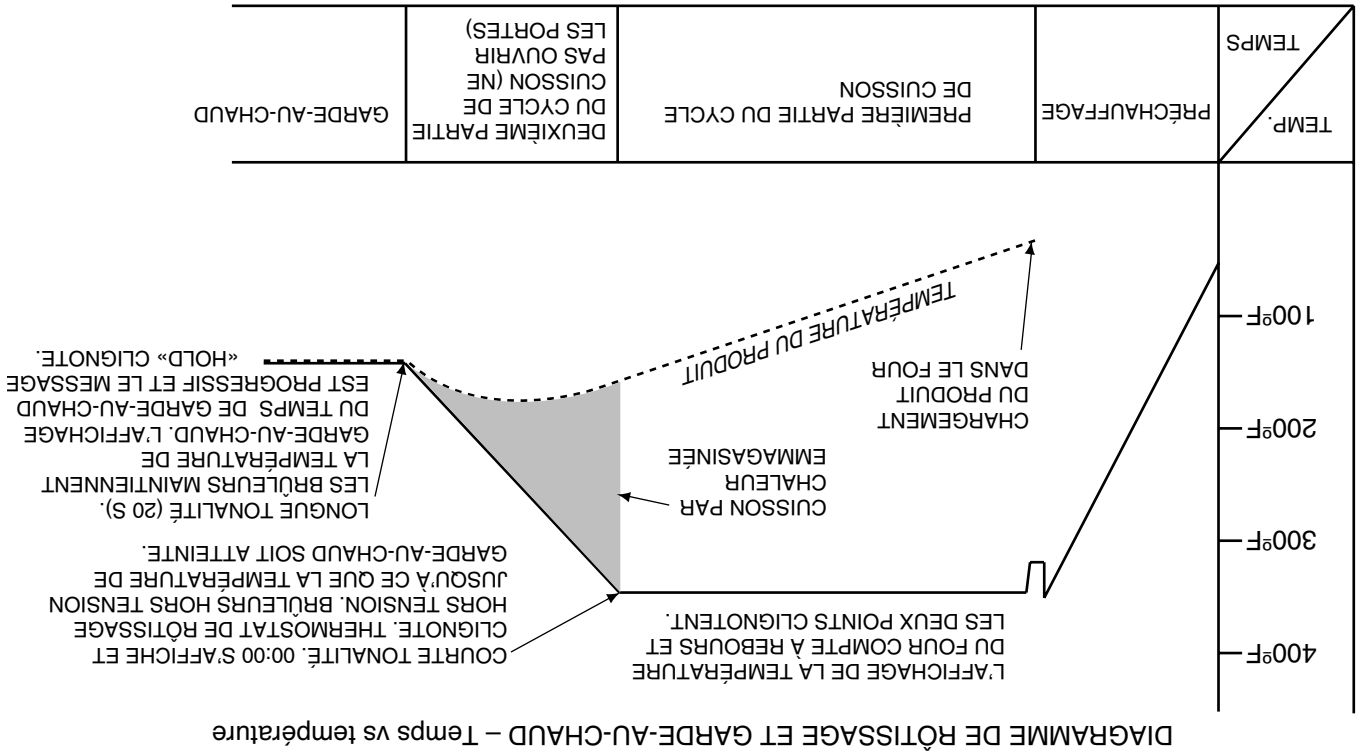 DIAGRAMME DE RÔTISSAGE ET GARDE-AU-CHAUD – Temps vs température
400ºF
300ºF
200ºF
100ºF
L'AFFICHAGE DE LA TEMPÉRATURE
DU FOUR COMPTE À REBOURS ET
LES DEUX POINTS CLIGNOTENT.
COURTE TONALITÉ. 00:00 S'AFFICHE ET
CLIGNOTE. THERMOSTAT DE RÔTISSAGE
HORS TENSION. BRÛLEURS HORS TENSION
JUSQU'À CE QUE LA TEMPÉRATURE DE
GARDE-AU-CHAUD SOIT ATTEINTE.
CUISSON PAR
CHALEUR
EMMAGASINÉE
LONGUE TONALITÉ (20 S).
LES BRÛLEURS MAINTIENNENT
LA TEMPÉRATURE DE
GARDE-AU-CHAUD. L'AFFICHAGE
DU TEMPS DE GARDE-AU-CHAUD
EST PROGRESSIF ET LE MESSAGE
«HOLD» CLIGNOTE.
CHARGEMENT
DU PRODUIT
DANS LE FOUR
TEMPÉRATURE DU PRODUIT
TEMP.
TEMPS
PRÉCHAUFFAGE
PREMIÈRE PARTIE DU CYCLE
DE CUISSON
DEUXIÈME PARTIE
DU CYCLE DE
CUISSON (NE
PAS OUVRIR
LES PORTES)
GARDE-AU-CHAUD